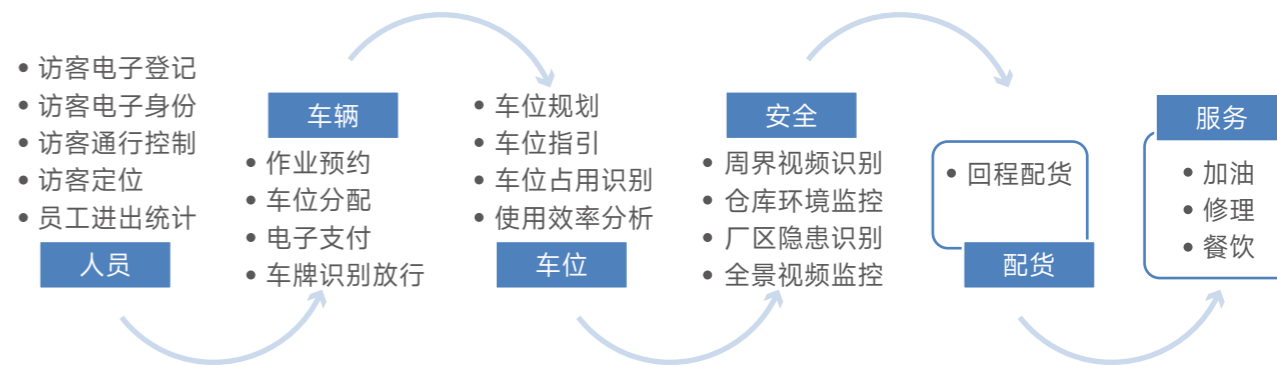 访客电子登记
访客电子身份
访客通行控制
访客定位
员工进出统计
人员
车辆
作业预约
车位分配
电子支付
车牌识别放行
车位规划
车位指引
车位占用识别
使用效率分析
车位
安全
周界视频识别
仓库环境监控
厂区隐患识别
全景视频监控
回程配货
配货
服务
加油
修理
餐饮